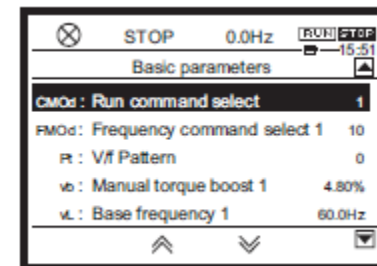 STOP 0.0Hz RUN STOP
15:51
Basic parameters
CMOd : Run command select 1
FMOd : Frequency command select 1 10
Pt : V/f Pattern 0
vb : Manual torque boost 1 4.80%
vL : Base frequency 1 60.0Hz